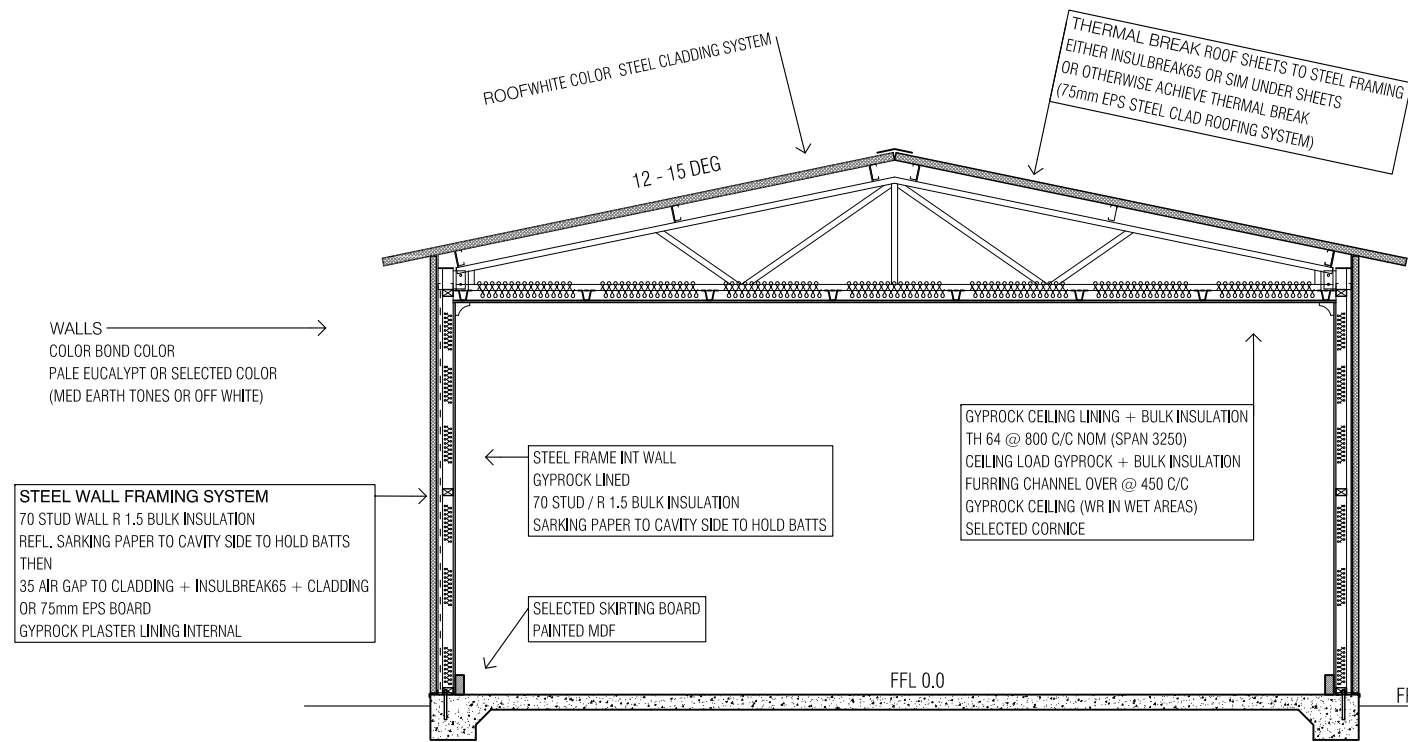 ROOFWHITE COLOR STEEL CLADDING SYSTEM
THERMAL BREAK ROOF SHEETS TO STEEL FRAMING
EITHER INSULBREAK65 OR SIM UNDER SHEETS
OR OTHERWISE ACHIEVE THERMAL BREAK
(75mm EPS STEEL CLAD ROOFING SYSTEM)
12 - 15 DEG
WALLS
COLOR BOND COLOR
PALE EUCALYPT OR SELECTED COLOR
(MED EARTH TONES OR OFF WHITE)
STEEL WALL FRAMING SYSTEM
70 STUD WALL R 1.5 BULK INSULATION
REFL. SARKING PAPER TO CAVITY SIDE TO HOLD BATTS
THEN
35 AIR GAP TO CLADDING + INSULBREAK65 + CLADDING
OR 75mm EPS BOARD
GYPROCK PLASTER LINING INTERNAL
STEEL FRAME INT WALL
GYPROCK LINED
70 STUD / R 1.5 BULK INSULATION
SARKING PAPER TO CAVITY SIDE TO HOLD BATTS
SELECTED SKIRTING BOARD
PAINTED MDF
GYPROCK CEILING LINING + BULK INSULATION
TH 64 @ 800 C/C NOM (SPAN 3250)
CEILING LOAD GYPROCK + BULK INSULATION
FURRING CHANNEL OVER @ 450 C/C
GYPROCK CEILING (WR IN WET AREAS)
SELECTED CORNICE
FFL 0.0